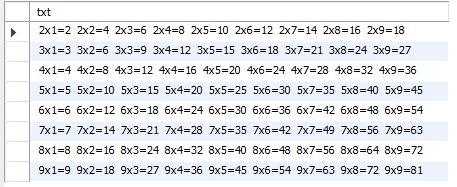 txt
2x1=2 2x2=4 2x3=6 2x4=8 2x5=10 2x6=12 2x7=14 2x8=16 2x9=18
3x1=3 3x2=6 3x3=9 3x4=12 3x5=15 3x6=18 3x7=21 3x8=24 3x9=27
4x1=4 4x2=8 4x3=12 4x4=16 4x5=20 4x6=24 4x7=28 4x8=32 4x9=36
5x1=5 5x2=10 5x3=15 5x4=20 5x5=25 5x6=30 5x7=35 5x8=40 5x9=45
6x1=6 6x2=12 6x3=18 6x4=24 6x5=30 6x6=36 6x7=42 6x8=48 6x9=54
7x1=7 7x2=14 7x3=21 7x4=28 7x5=35 7x6=42 7x7=49 7x8=56 7x9=63
8x1=8 8x2=16 8x3=24 8x4=32 8x5=40 8x6=48 8x7=56 8x8=64 8x9=72
9x1=9 9x2=18 9x3=27 9x4=36 9x5=45 9x6=54 9x7=63 9x8=72 9x9=81